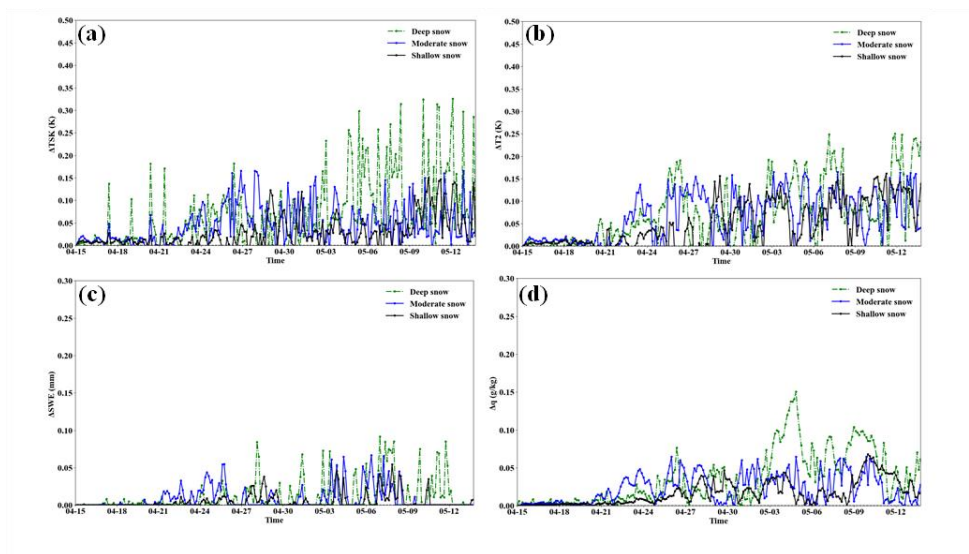 (a)
0.50
0.45
0.40
0.35
0.30
0.25
0.20
0.15
0.10
0.05
0.00
ΔTSK (K)
Deep snow
Moderate snow
Shallow snow
04-15 04-18 04-21 04-24 04-27 04-30 05-03 05-06 05-09 05-12
Time
(b)
0.50
0.45
0.40
0.35
0.30
0.25
0.20
0.15
0.10
0.05
0.00
ΔT2 (K)
Deep snow
Moderate snow
Shallow snow
04-15 04-18 04-21 04-24 04-27 04-30 05-03 05-06 05-09 05-12
Time
(c)
0.30
0.25
0.20
0.15
0.10
0.05
0.00
ΔSWE (mm)
Deep snow
Moderate snow
Shallow snow
04-15 04-18 04-21 04-24 04-27 04-30 05-03 05-06 05-09 05-12
Time
(d)
0.30
0.25
0.20
0.15
0.10
0.05
0.00
Δq (g/kg)
Deep snow
Moderate snow
Shallow snow
04-15 04-18 04-21 04-24 04-27 04-30 05-03 05-06 05-09 05-12
Time